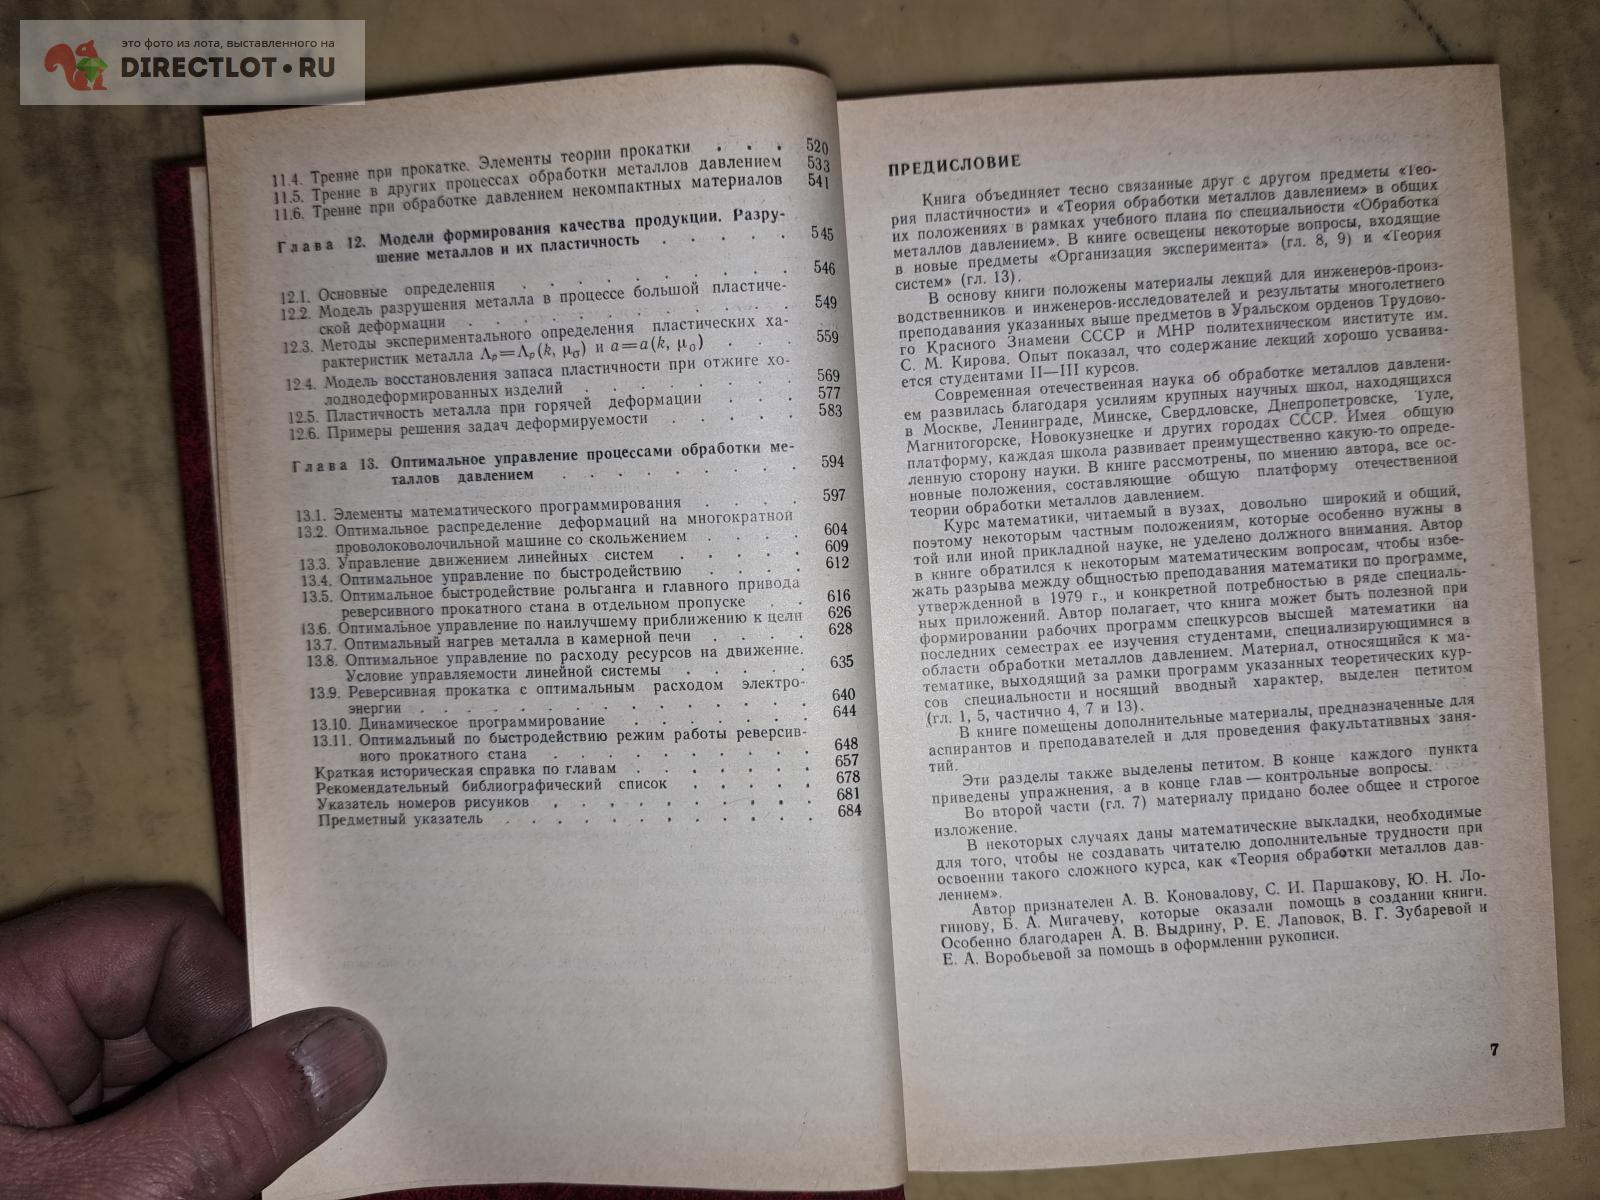 это фото из лота, выставленного на
DIRECTLOT•RU
11.4. Трение при прокатке. Элементы теории прокатки . . . 520
11.5. Трение в других процессах обработки металлов давлением 533
11.6. Трение при обработке давлением некомпактных материалов 541
Глава 12. Модели формирования качества продукции. Разру-
шение металлов и их пластичность . . . . . 545
12.1. Основные определения . . . . . . . . . 546
12.2. Модель разрушения металла в процессе большой пластиче-
ской деформации . . . . . . . . . . 549
12.3. Методы экспериментального определения пластических ха-
рактеристик металла Λp=Λp(k, μσ) и a=a(k, μσ) . . . 559
12.4. Модель восстановления запаса пластичности при отжиге хо-
лоднодеформированных изделий . . . . . . . 569
12.5. Пластичность металла при горячей деформации . . . 577
12.6. Примеры решения задач деформируемости . . . . 583
Глава 13. Оптимальное управление процессами обработки ме-
таллов давлением . . . . . . . . 594
13.1. Элементы математического программирования . . . . 597
13.2. Оптимальное распределение деформаций на многократной
проволоковолочильной машине со скольжением . . . . 604
13.3. Управление движением линейных систем . . . . . 609
13.4. Оптимальное управление по быстродействию . . . . 612
13.5. Оптимальное быстродействие рольганга и главного привода
реверсивного прокатного стана в отдельном пропуске . . 616
13.6. Оптимальное управление по наилучшему приближению к цели 626
13.7. Оптимальный нагрев металла в камерной печи . . . . 628
13.8. Оптимальное управление по расходу ресурсов на движение.
Условие управляемости линейной системы . . . . . 635
13.9. Реверсивная прокатка с оптимальным расходом электро-
энергии . . . . . . . . . . . . 640
13.10. Динамическое программирование . . . . . . 644
13.11. Оптимальный по быстродействию режим работы реверсив-
ного прокатного стана . . . . . . . . 648
Краткая историческая справка по главам . . . . . . 657
Рекомендательный библиографический список . . . . . 678
Указатель номеров рисунков . . . . . . . . 681
Предметный указатель . . . . . . . . . . 684
ПРЕДИСЛОВИЕ
Книга объединяет тесно связанные друг с другом предметы «Тео-
рия пластичности» и «Теория обработки металлов давлением» в общих
их положениях в рамках учебного плана по специальности «Обработка
металлов давлением». В книге освещены некоторые вопросы, входящие
в новые предметы «Организация эксперимента» (гл. 8, 9) и «Теория
систем» (гл. 13).
В основу книги положены материалы лекций для инженеров-произ-
водственников и инженеров-исследователей и результаты многолетнего
преподавания указанных выше предметов в Уральском орденов Трудово-
го Красного Знамени СССР и МНР политехническом институте им.
С. М. Кирова. Опыт показал, что содержание лекций хорошо усваива-
ется студентами II—III курсов.
Современная отечественная наука об обработке металлов давлени-
ем развилась благодаря усилиям крупных научных школ, находящихся
в Москве, Ленинграде, Минске, Свердловске, Днепропетровске, Туле,
Магнитогорске, Новокузнецке и других городах СССР. Имея общую
платформу, каждая школа развивает преимущественно какую-то опреде-
ленную сторону науки. В книге рассмотрены, по мнению автора, все ос-
новные положения, составляющие общую платформу отечественной
теории обработки металлов давлением.
Курс математики, читаемый в вузах, довольно широкий и общий,
поэтому некоторым частным положениям, которые особенно нужны в
той или иной прикладной науке, не уделено должного внимания. Автор
в книге обратился к некоторым математическим вопросам, чтобы избе-
жать разрыва между общностью преподавания математики по программе,
утвержденной в 1979 г., и конкретной потребностью в ряде специаль-
ных приложений. Автор полагает, что книга может быть полезной при
формировании рабочих программ спецкурсов высшей математики на
последних семестрах ее изучения студентами, специализирующимися в
области обработки металлов давлением. Материал, относящийся к ма-
тематике, выходящий за рамки программ указанных теоретических кур-
сов специальности и носящий вводный характер, выделен петитом
(гл. 1, 5, частично 4, 7 и 13).
В книге помещены дополнительные материалы, предназначенные для
аспирантов и преподавателей и для проведения факультативных заня-
тий.
Эти разделы также выделены петитом. В конце каждого пункта
приведены упражнения, а в конце глав — контрольные вопросы.
Во второй части (гл. 7) материалу придано более общее и строгое
изложение.
В некоторых случаях даны математические выкладки, необходимые
для того, чтобы не создавать читателю дополнительные трудности при
освоении такого сложного курса, как «Теория обработки металлов дав-
лением».
Автор признателен А. В. Коновалову, С. И. Паршакову, Ю. Н. Ло-
гинову, Б. А. Мигачеву, которые оказали помощь в создании книги.
Особенно благодарен А. В. Выдрину, Р. Е. Лаповок, В. Г. Зубаревой и
Е. А. Воробьевой за помощь в оформлении рукописи.
7